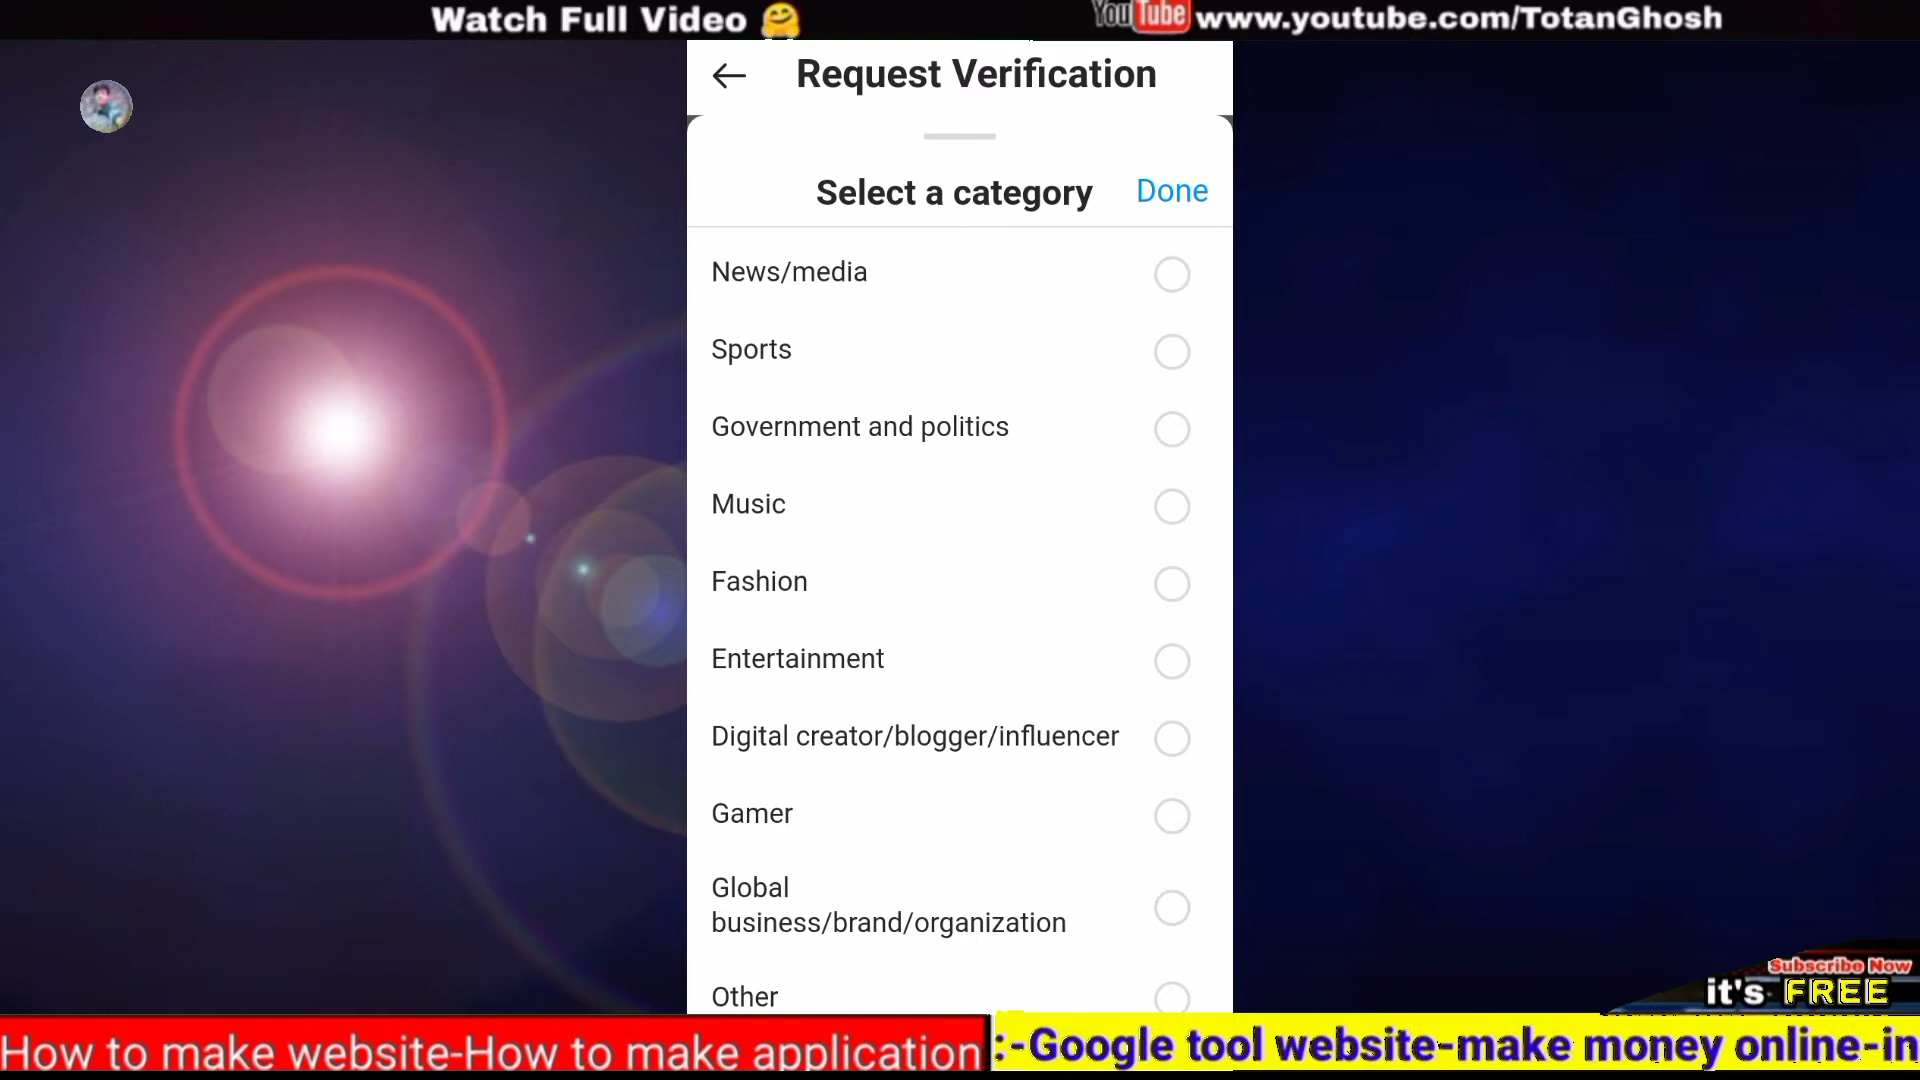 Watch Full Video 🤗
YouTube www.youtube.com/TotanGhosh
Request Verification
Select a category
Done
News/media
Sports
Government and politics
Music
Fashion
Entertainment
Digital creator/blogger/influencer
Gamer
Global
business/brand/organization
Other
Subscribe Now
it's FREE
How to make website-How to make application
:-Google tool website-make money online-in